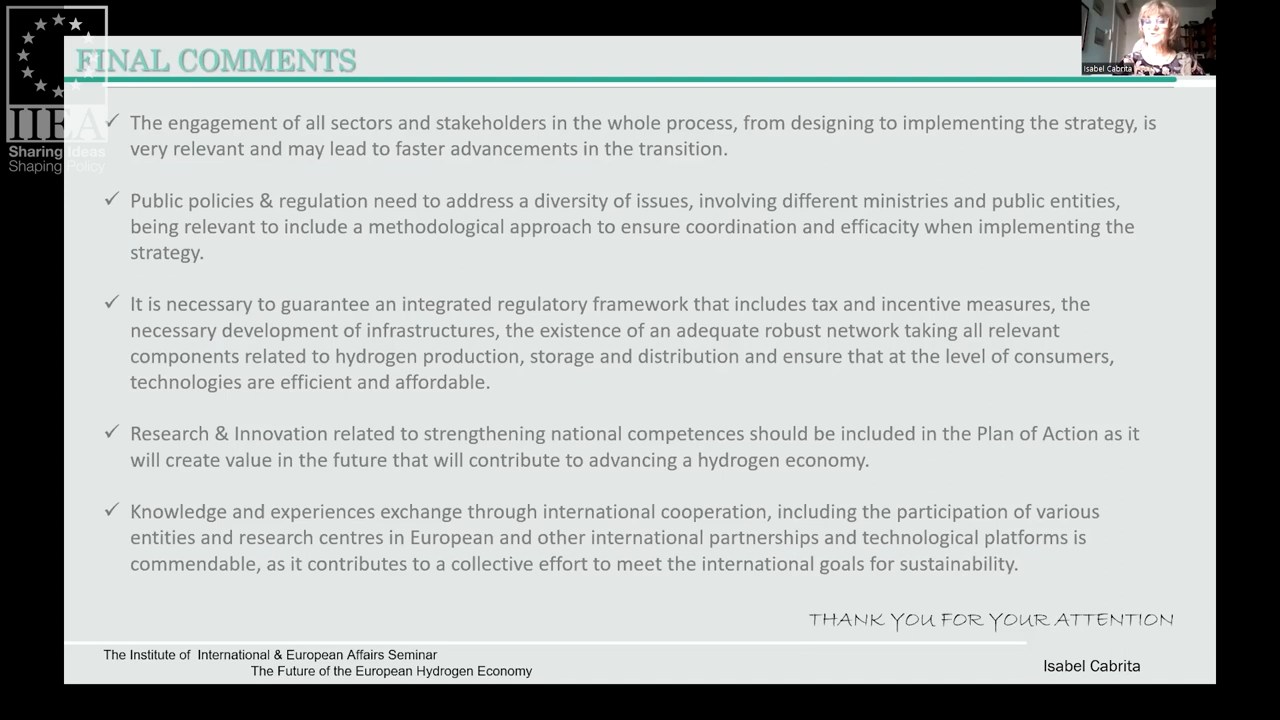 FINAL COMMENTS
Isabel Cabrita
IIEA
Sharing Ideas
Shaping Policy
✓ The engagement of all sectors and stakeholders in the whole process, from designing to implementing the strategy, is
very relevant and may lead to faster advancements in the transition.
✓ Public policies & regulation need to address a diversity of issues, involving different ministries and public entities,
being relevant to include a methodological approach to ensure coordination and efficacity when implementing the
strategy.
✓ It is necessary to guarantee an integrated regulatory framework that includes tax and incentive measures, the
necessary development of infrastructures, the existence of an adequate robust network taking all relevant
components related to hydrogen production, storage and distribution and ensure that at the level of consumers,
technologies are efficient and affordable.
✓ Research & Innovation related to strengthening national competences should be included in the Plan of Action as it
will create value in the future that will contribute to advancing a hydrogen economy.
✓ Knowledge and experiences exchange through international cooperation, including the participation of various
entities and research centres in European and other international partnerships and technological platforms is
commendable, as it contributes to a collective effort to meet the international goals for sustainability.
THANK YOU FOR YOUR ATTENTION
The Institute of International & European Affairs Seminar
The Future of the European Hydrogen Economy
Isabel Cabrita